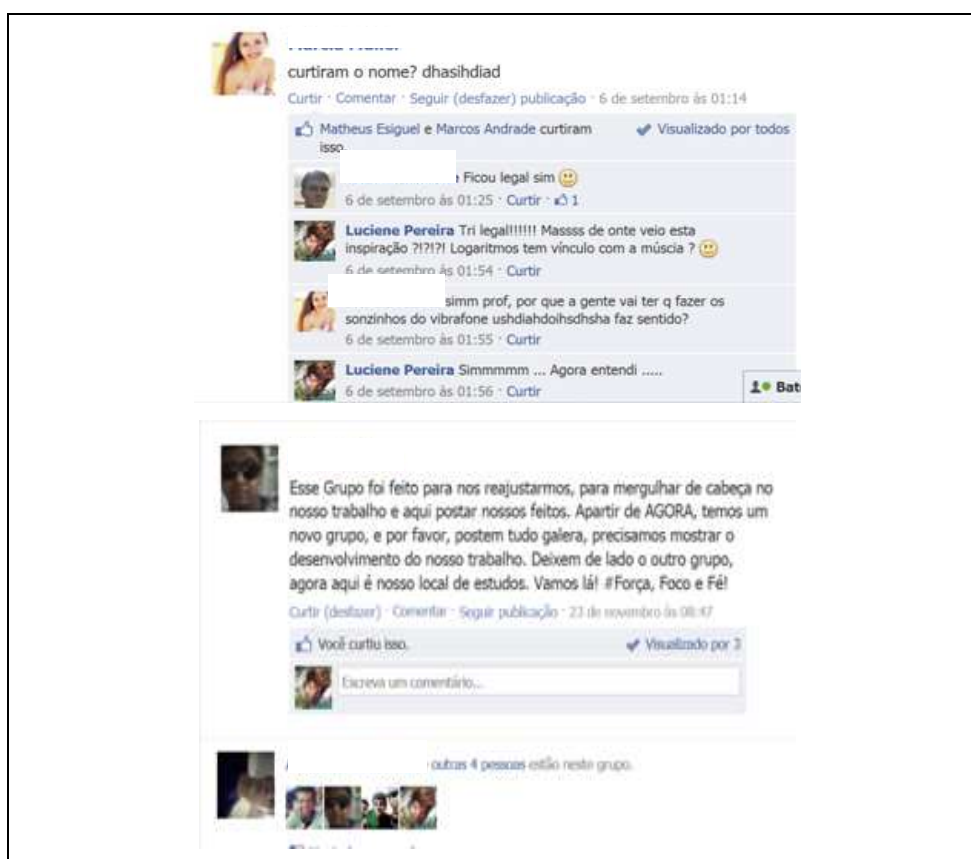 curtiram o nome? dhasihdiad
Curtir · Comentar · Seguir (desfazer) publicação · 6 de setembro às 01:14
Matheus Esiguel e Marcos Andrade curtiram isso.
Visualizado por todos
Ficou legal sim
6 de setembro às 01:25 · Curtir · 1
Luciene Pereira Tri legal!!!!!! Massss de onte veio esta
inspiração ?!?!?! Logaritmos tem vínculo com a múscia ?
6 de setembro às 01:54 · Curtir
simm prof, por que a gente vai ter q fazer os
sonzinhos do vibrafone ushdiahdoihsdhsha faz sentido?
6 de setembro às 01:55 · Curtir
Luciene Pereira Simmmmm ... Agora entendi .....
6 de setembro às 01:56 · Curtir
Bat
Esse Grupo foi feito para nos reajustarmos, para mergulhar de cabeça no
nosso trabalho e aqui postar nossos feitos. Apartir de AGORA, temos um
novo grupo, e por favor, postem tudo galera, precisamos mostrar o
desenvolvimento do nosso trabalho. Deixem de lado o outro grupo,
agora aqui é nosso local de estudos. Vamos lá! #Força, Foco e Fé!
Curtir (desfazer) · Comentar · Seguir publicação · 23 de novembro às 08:47
Você curtiu isso.
Visualizado por 3
Escreva um comentário...
outras 4 pessoas estão neste grupo.